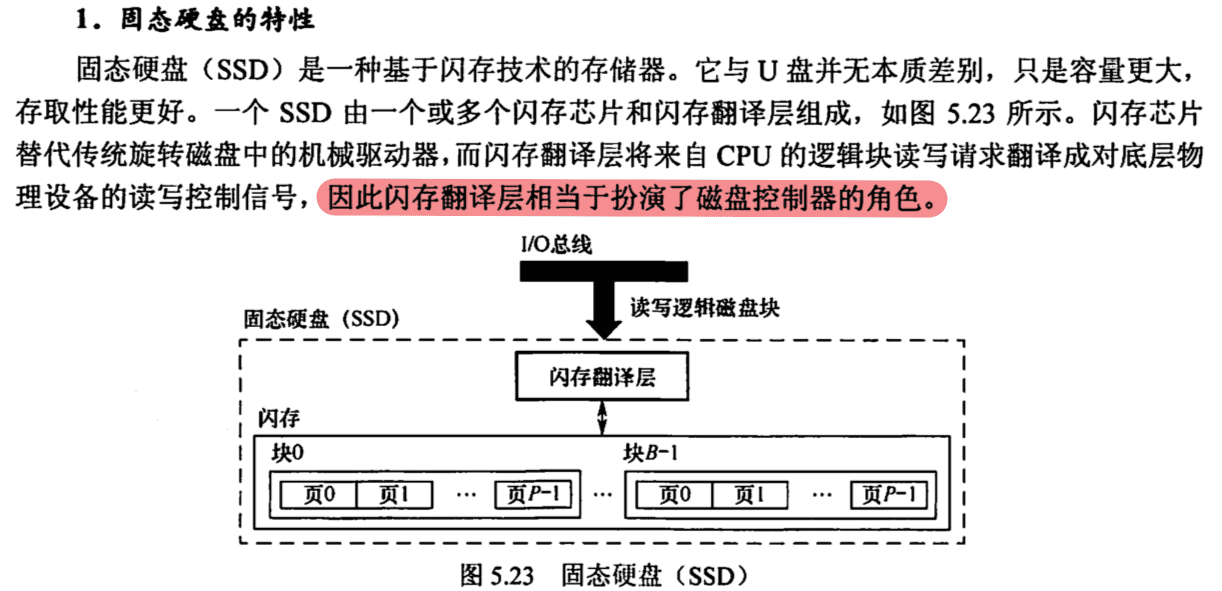 1. 固态硬盘的特性
固态硬盘（SSD）是一种基于闪存技术的存储器。它与 U 盘并无本质差别，只是容量更大，
存取性能更好。一个 SSD 由一个或多个闪存芯片和闪存翻译层组成，如图 5.23 所示。闪存芯片
替代传统旋转磁盘中的机械驱动器，而闪存翻译层将来自 CPU 的逻辑块读写请求翻译成对底层物
理设备的读写控制信号，因此闪存翻译层相当于扮演了磁盘控制器的角色。
I/O总线
读写逻辑磁盘块
固态硬盘（SSD）
闪存翻译层
闪存
块0 块B-1
页0 页1 … 页P-1 … 页0 页1 … 页P-1
图 5.23 固态硬盘（SSD）